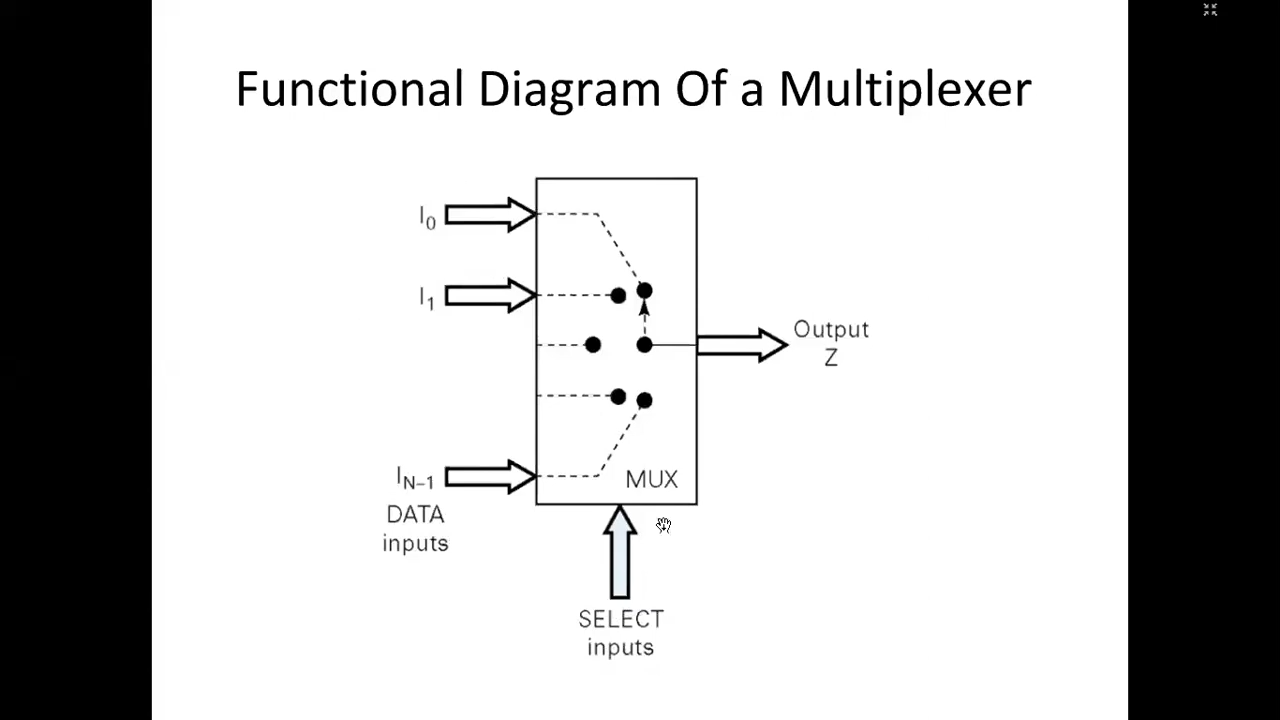 Functional Diagram Of a Multiplexer
I0
I1
Output
Z
IN–1
MUX
DATA
inputs
SELECT
inputs